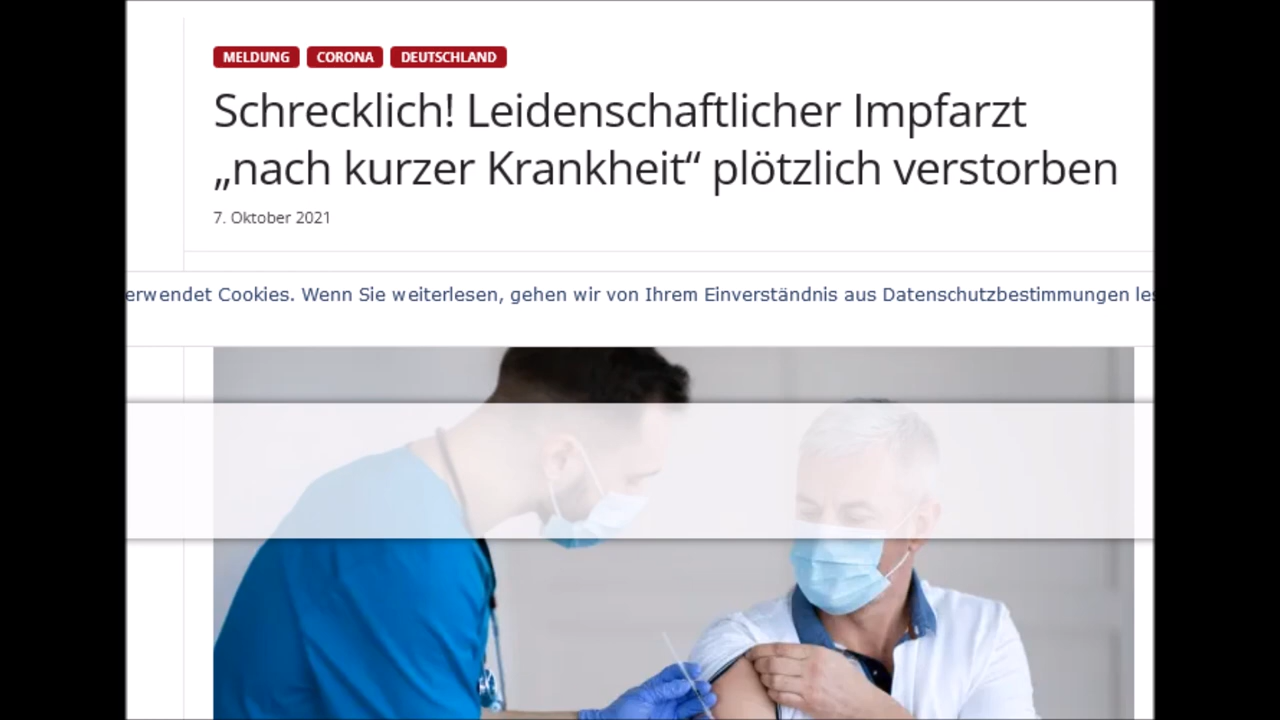 MELDUNG CORONA DEUTSCHLAND
Schrecklich! Leidenschaftlicher Impfarzt
„nach kurzer Krankheit“ plötzlich verstorben
7. Oktober 2021
erwendet Cookies. Wenn Sie weiterlesen, gehen wir von Ihrem Einverständnis aus Datenschutzbestimmungen les